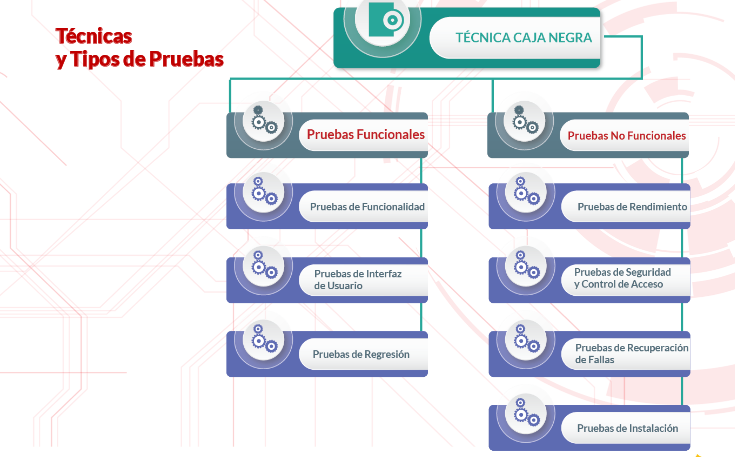 Técnicas
y Tipos de Pruebas
TÉCNICA CAJA NEGRA
Pruebas Funcionales
Pruebas de Funcionalidad
Pruebas de Interfaz
de Usuario
Pruebas de Regresión
Pruebas No Funcionales
Pruebas de Rendimiento
Pruebas de Seguridad
y Control de Acceso
Pruebas de Recuperación
de Fallas
Pruebas de Instalación